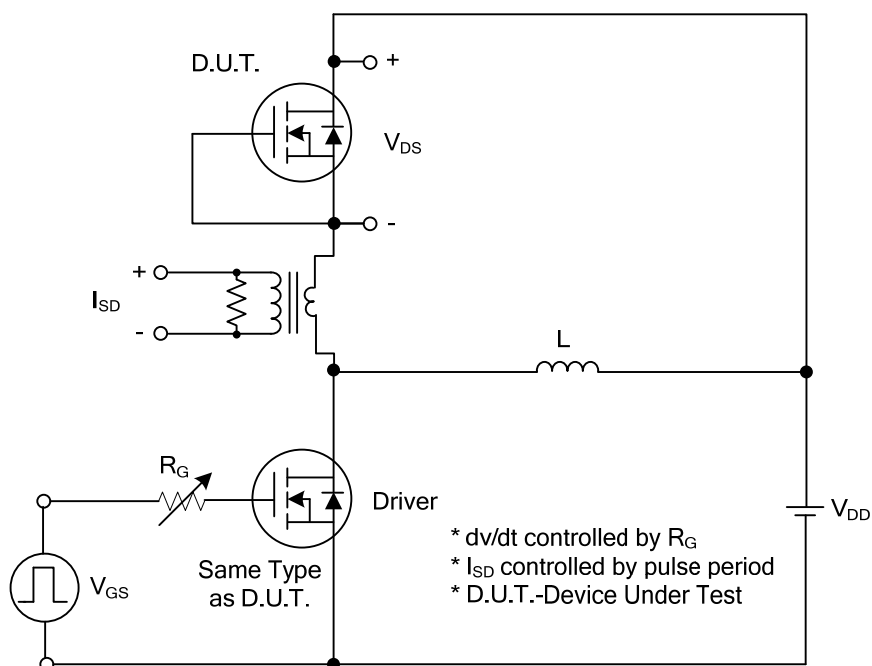 D.U.T.
+
VDS
-
+
ISD
-
L
RG
Driver
VDD
VGS
Same Type
as D.U.T.
* dv/dt controlled by RG
* ISD controlled by pulse period
* D.U.T.-Device Under Test